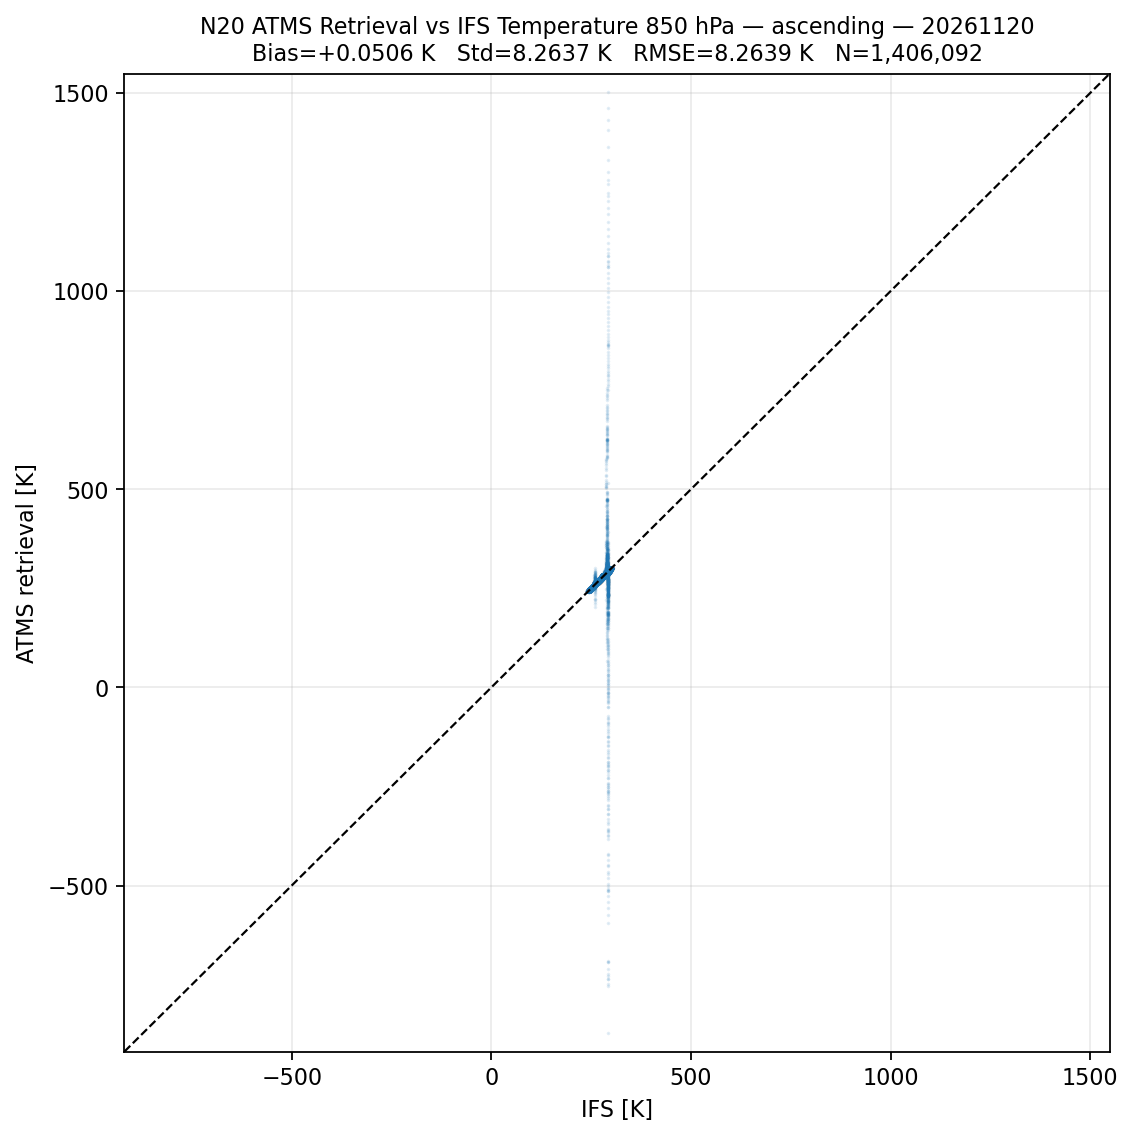 N20 ATMS Retrieval vs IFS Temperature 850 hPa — ascending — 20261120
Bias=+0.0506 K   Std=8.2637 K   RMSE=8.2639 K   N=1,406,092
1500
1000
500
0
−500
ATMS retrieval [K]
−500
0
500
1000
1500
IFS [K]